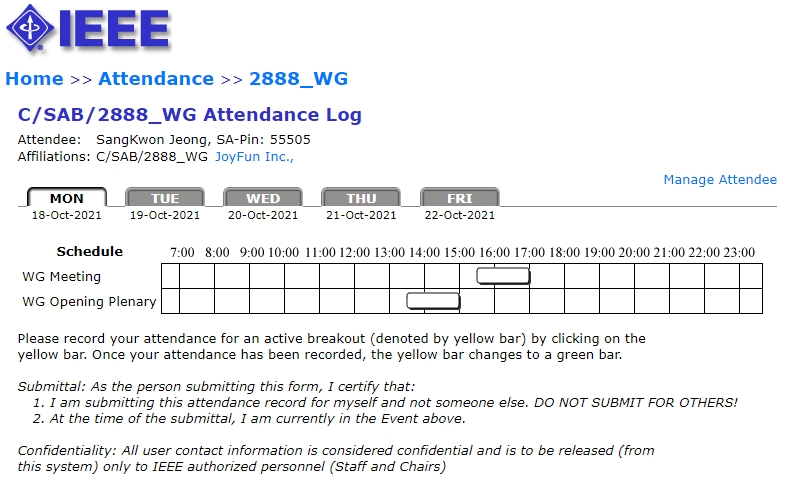 IEEE
Home >> Attendance >> 2888_WG
C/SAB/2888_WG Attendance Log
Attendee: SangKwon Jeong, SA-Pin: 55505
Affiliations: C/SAB/2888_WG JoyFun Inc.,
Manage Attendee
MON TUE WED THU FRI
18-Oct-2021 19-Oct-2021 20-Oct-2021 21-Oct-2021 22-Oct-2021
Schedule 7:00 8:00 9:00 10:00 11:00 12:00 13:00 14:00 15:00 16:00 17:00 18:00 19:00 20:00 21:00 22:00 23:00
WG Meeting
WG Opening Plenary
Please record your attendance for an active breakout (denoted by yellow bar) by clicking on the
yellow bar. Once your attendance has been recorded, the yellow bar changes to a green bar.
Submittal: As the person submitting this form, I certify that:
1. I am submitting this attendance record for myself and not someone else. DO NOT SUBMIT FOR OTHERS!
2. At the time of the submittal, I am currently in the Event above.
Confidentiality: All user contact information is considered confidential and is to be released (from
this system) only to IEEE authorized personnel (Staff and Chairs)